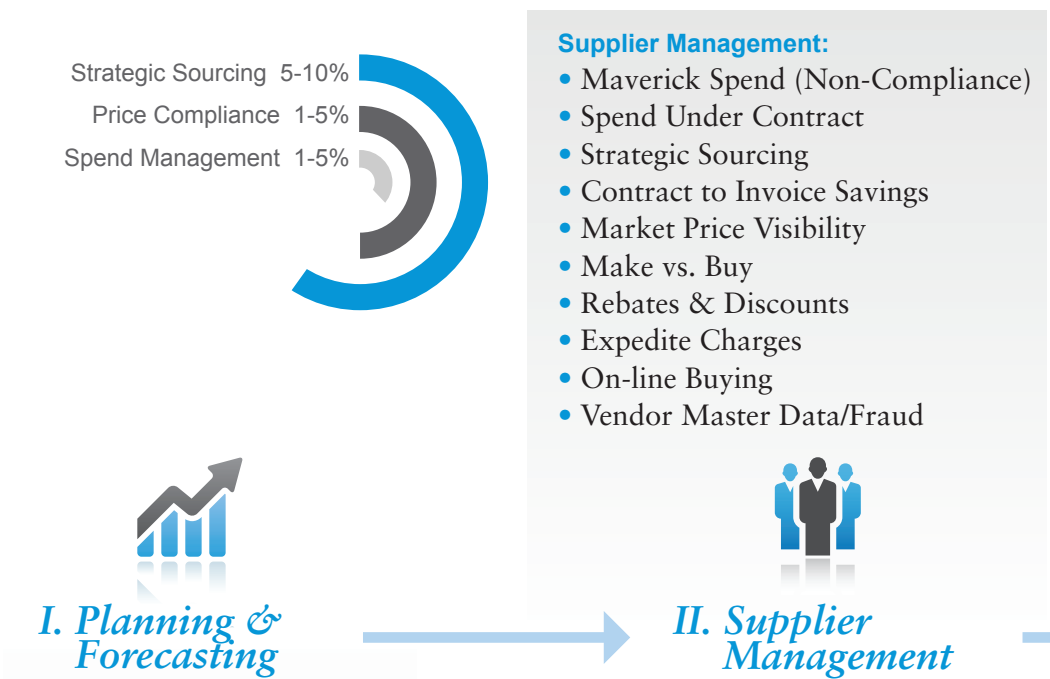 Strategic Sourcing 5-10%
Price Compliance 1-5%
Spend Management 1-5%
Supplier Management:
• Maverick Spend (Non-Compliance)
• Spend Under Contract
• Strategic Sourcing
• Contract to Invoice Savings
• Market Price Visibility
• Make vs. Buy
• Rebates & Discounts
• Expedite Charges
• On-line Buying
• Vendor Master Data/Fraud
I. Planning &
Forecasting
II. Supplier
Management